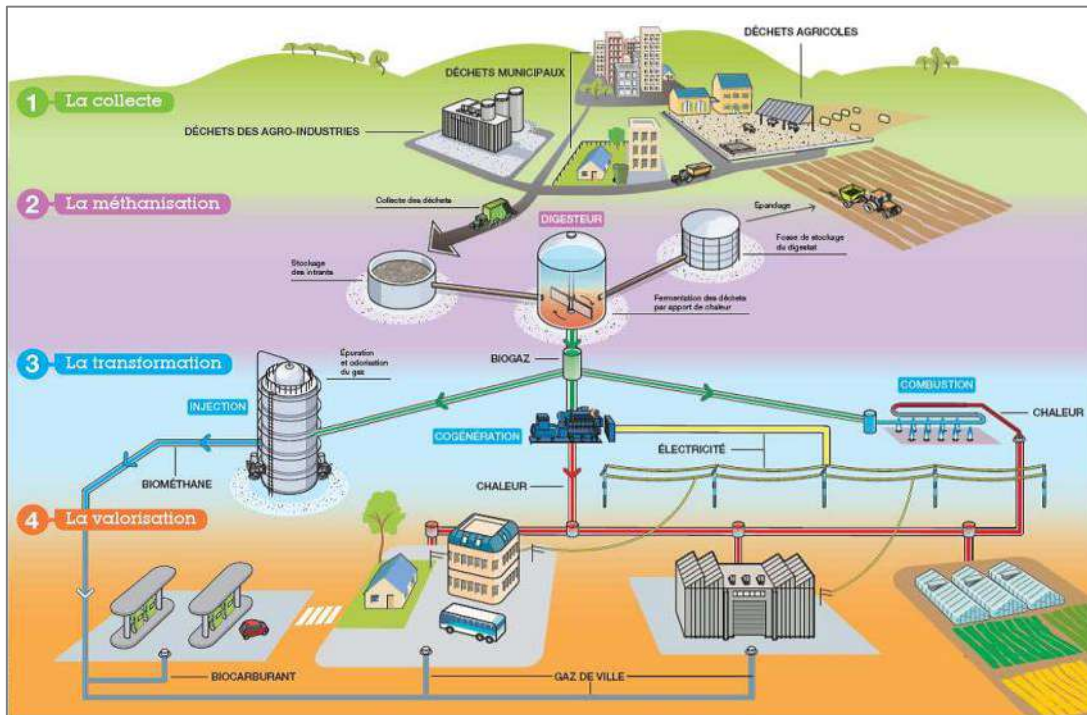 DÉCHETS AGRICOLES
DÉCHETS MUNICIPAUX
1 La collecte
DÉCHETS DES AGRO-INDUSTRIES
2 La méthanisation
Collecte des déchets
DIGESTEUR
Épandage
Fosse de stockage
du digestat
Stockage
des intrants
Fermentation des déchets
par apport de chaleur
3 La transformation
Épuration
et odorisation
du gaz
BIOGAZ
COMBUSTION
INJECTION
CHALEUR
COGÉNÉRATION
ÉLECTRICITÉ
BIOMÉTHANE
CHALEUR
4 La valorisation
BIOCARBURANT
GAZ DE VILLE